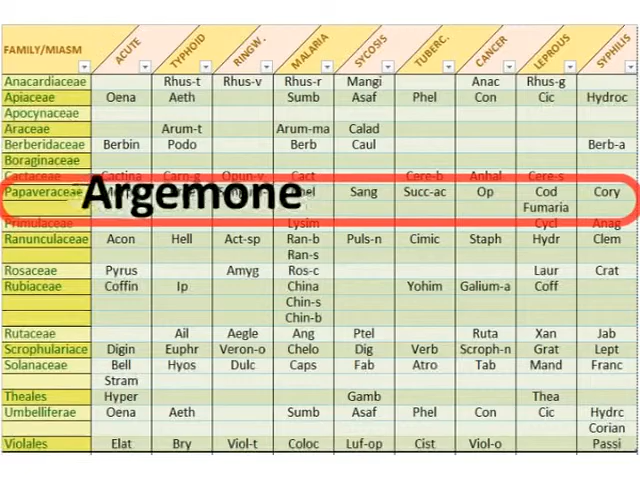 FAMILY/MIASM ACUTE TYPHOID RINGW. MALARIA SYCOSIS TUBERC. CANCER LEPROUS SYPHILIS
Anacardiaceae Rhus-t Rhus-v Rhus-r Mangi Anac Rhus-g
Apiaceae Oena Aeth Sumb Asaf Phel Con Cic Hydroc
Apocynaceae
Araceae Arum-t Arum-ma Calad
Berberidaceae Berbin Podo Berb Caul Berb-a
Boraginaceae
Cactaceae Cactina Carn-g Opun-v Cact Cere-b Anhal Cere-s
Papaveraceae Argemone Sang Succ-ac Op Cod Cory
Fumaria
Primulaceae Lysim Cycl Anag
Ranunculaceae Acon Hell Act-sp Ran-b Puls-n Cimic Staph Hydr Clem
Ran-s
Rosaceae Pyrus Amyg Ros-c Laur Crat
Rubiaceae Coffin Ip China Yohim Galium-a Coff
Chin-s
Chin-b
Rutaceae Ail Aegle Ang Ptel Ruta Xan Jab
Scrophulariace Digin Euphr Veron-o Chelo Dig Verb Scroph-n Grat Lept
Solanaceae Bell Hyos Dulc Caps Fab Atro Tab Mand Franc
Stram
Theales Hyper Gamb Thea
Umbelliferae Oena Aeth Sumb Asaf Phel Con Cic Hydrc
Corian
Violales Elat Bry Viol-t Coloc Luf-op Cist Viol-o Passi